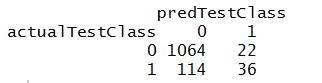 predTestClass
actualTestClass 0 1
0 1064 22
1 114 36